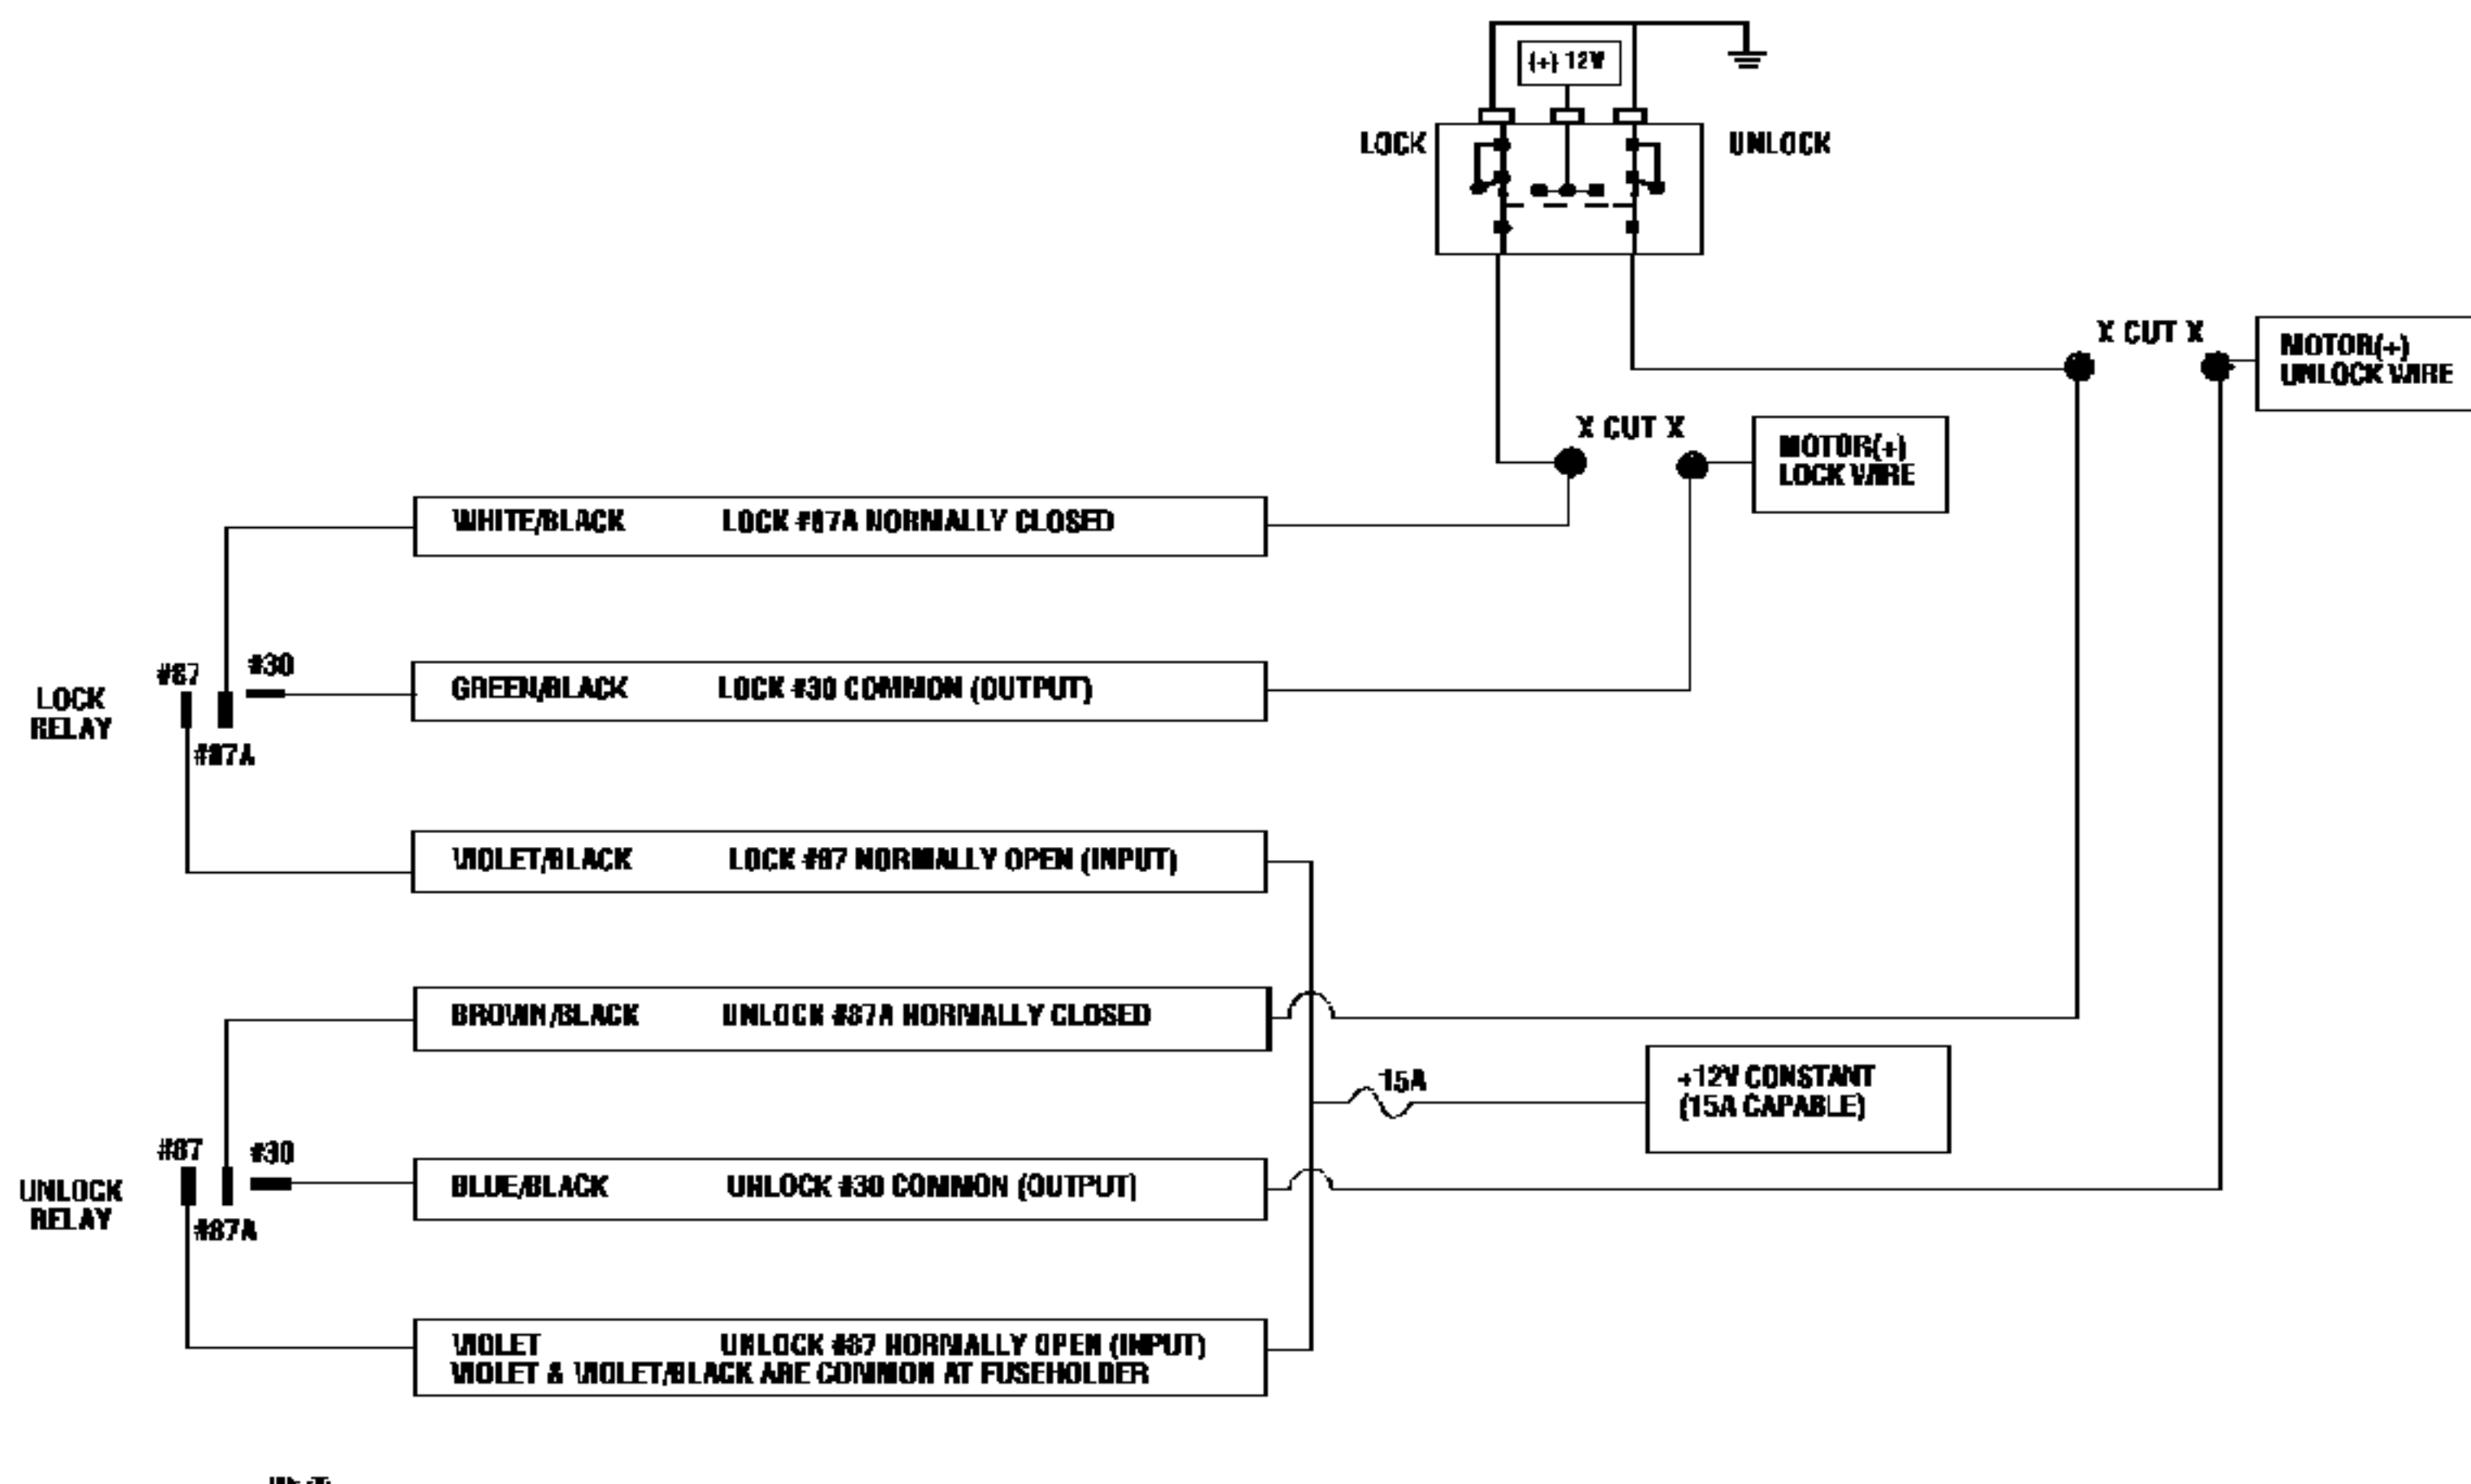 (+) 12V
LOCK
UNLOCK
X CUT X
MOTOR(+)
UNLOCK WIRE
X CUT X
MOTOR(+)
LOCK WIRE
WHITE/BLACK LOCK #87A NORMALLY CLOSED
#87
#30
LOCK
RELAY
#87A
GREEN/BLACK LOCK #30 COMMON (OUTPUT)
VIOLET/BLACK LOCK #87 NORMALLY OPEN (INPUT)
BROWN/BLACK UNLOCK #87A NORMALLY CLOSED
15A
+12V CONSTANT
(15A CAPABLE)
#87
#30
UNLOCK
RELAY
#87A
BLUE/BLACK UNLOCK #30 COMMON (OUTPUT)
VIOLET UNLOCK #87 NORMALLY OPEN (INPUT)
VIOLET & VIOLET/BLACK ARE COMMON AT FUSEHOLDER